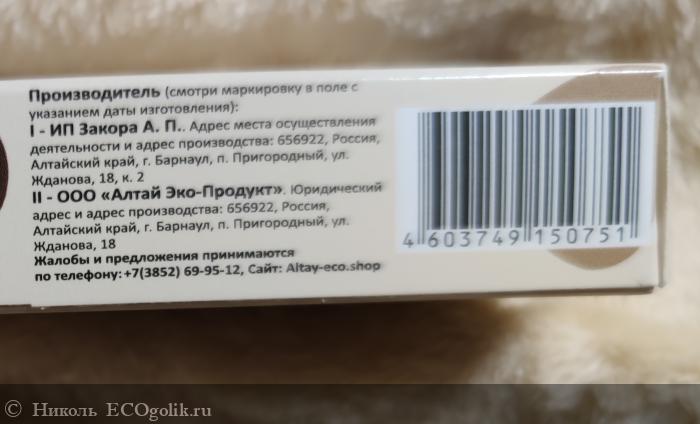 Производитель (смотри маркировку в поле с
указанием даты изготовления):
I - ИП Закора А. П.. Адрес места осуществления
деятельности и адрес производства: 656922, Россия,
Алтайский край, г. Барнаул, п. Пригородный, ул.
Жданова, 18, к. 2
II - ООО «Алтай Эко-Продукт». Юридический
адрес и адрес производства: 656922, Россия,
Алтайский край, г. Барнаул, п. Пригородный, ул.
Жданова, 18
Жалобы и предложения принимаются
по телефону:+7(3852) 69-95-12, Сайт: Altay-eco.shop
4 603749 150751
© Николь ECOgolik.ru